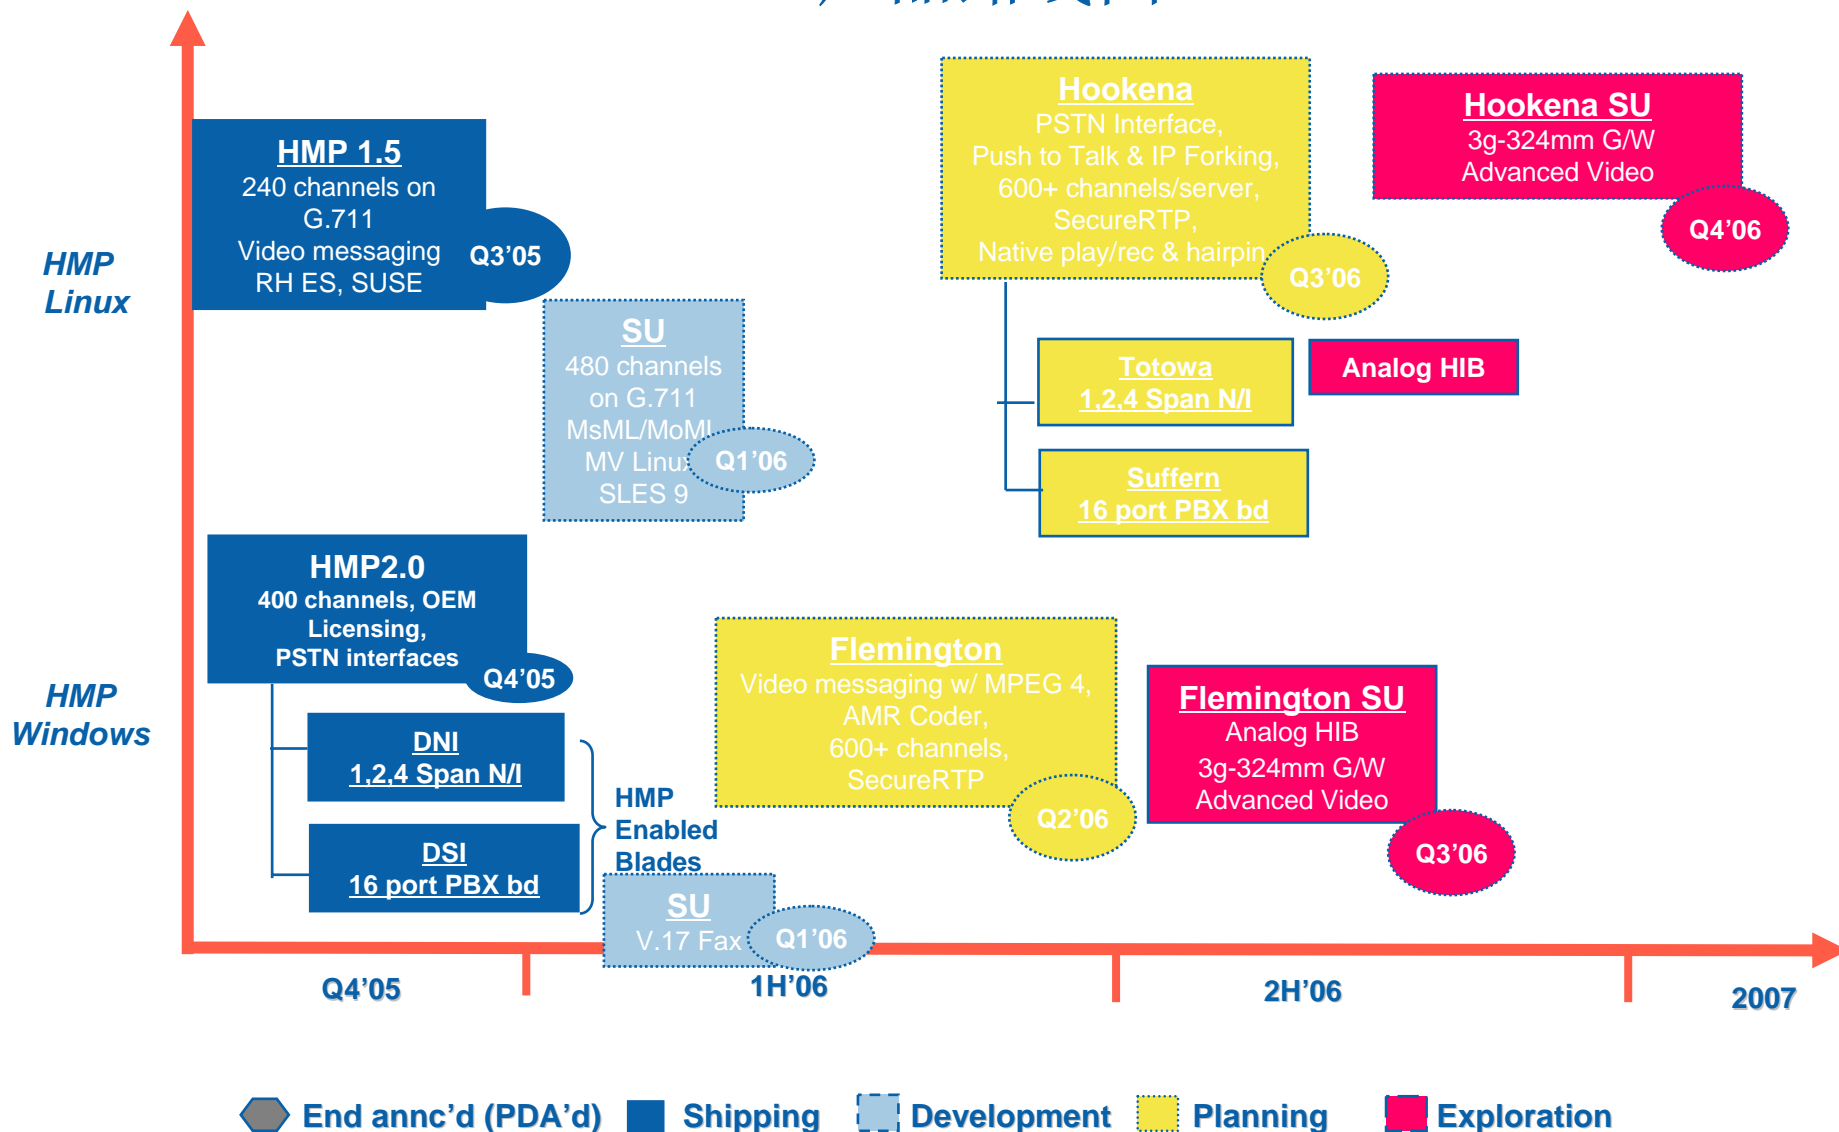 HMP 1.5
240 channels on
G.711
Video messaging
RH ES, SUSE
Q3’05
HMP
Linux
SU
480 channels
on G.711
MsML/MoML
MV Linux
SLES 9
Q1’06
Hookena
PSTN Interface,
Push to Talk & IP Forking,
600+ channels/server,
SecureRTP,
Native play/rec & hairpin
Q3’06
Hookena SU
3g-324mm G/W
Advanced Video
Q4’06
Totowa
1,2,4 Span N/I
Analog HIB
Suffern
16 port PBX bd
HMP2.0
400 channels, OEM
Licensing,
PSTN interfaces
Q4’05
HMP
Windows
DNI
1,2,4 Span N/I
DSI
16 port PBX bd
HMP
Enabled
Blades
SU
V.17 Fax
Q1’06
Flemington
Video messaging w/ MPEG 4,
AMR Coder,
600+ channels,
SecureRTP
Q2’06
Flemington SU
Analog HIB
3g-324mm G/W
Advanced Video
Q3’06
Q4’05
1H’06
2H’06
2007
End annc’d (PDA’d)
Shipping
Development
Planning
Exploration